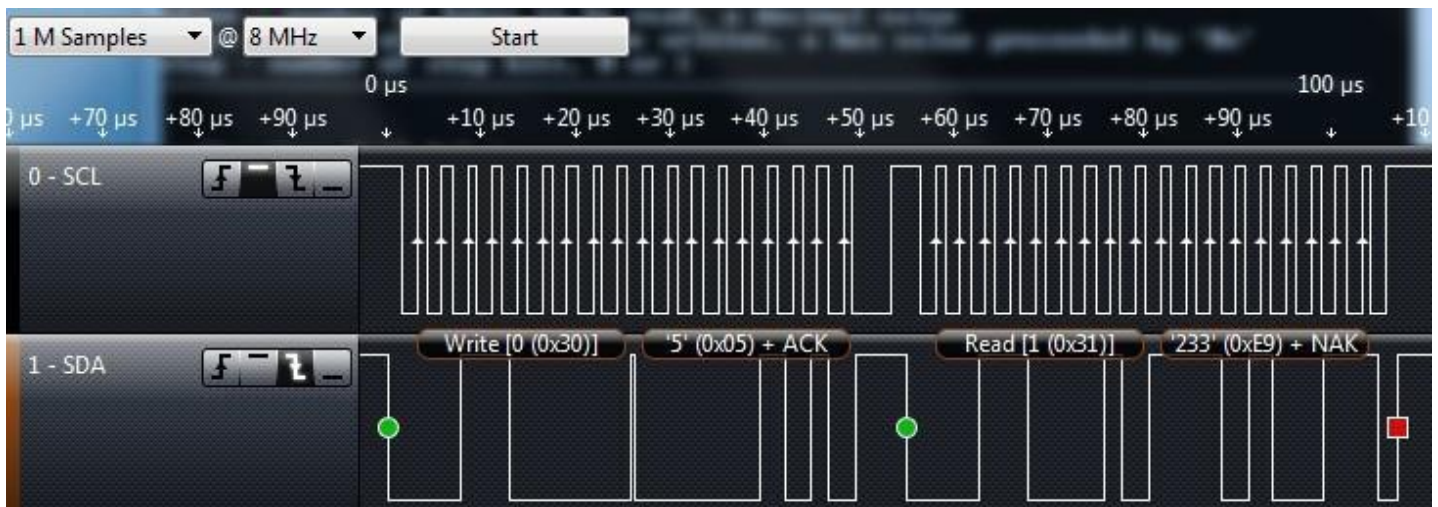 1 M Samples @ 8 MHz Start
0 µs 100 µs
µs +70 µs +80 µs +90 µs +10 µs +20 µs +30 µs +40 µs +50 µs +60 µs +70 µs +80 µs +90 µs +10
0 - SCL
Write [0 (0x30)] '5' (0x05) + ACK Read [1 (0x31)] '233' (0xE9) + NAK
1 - SDA